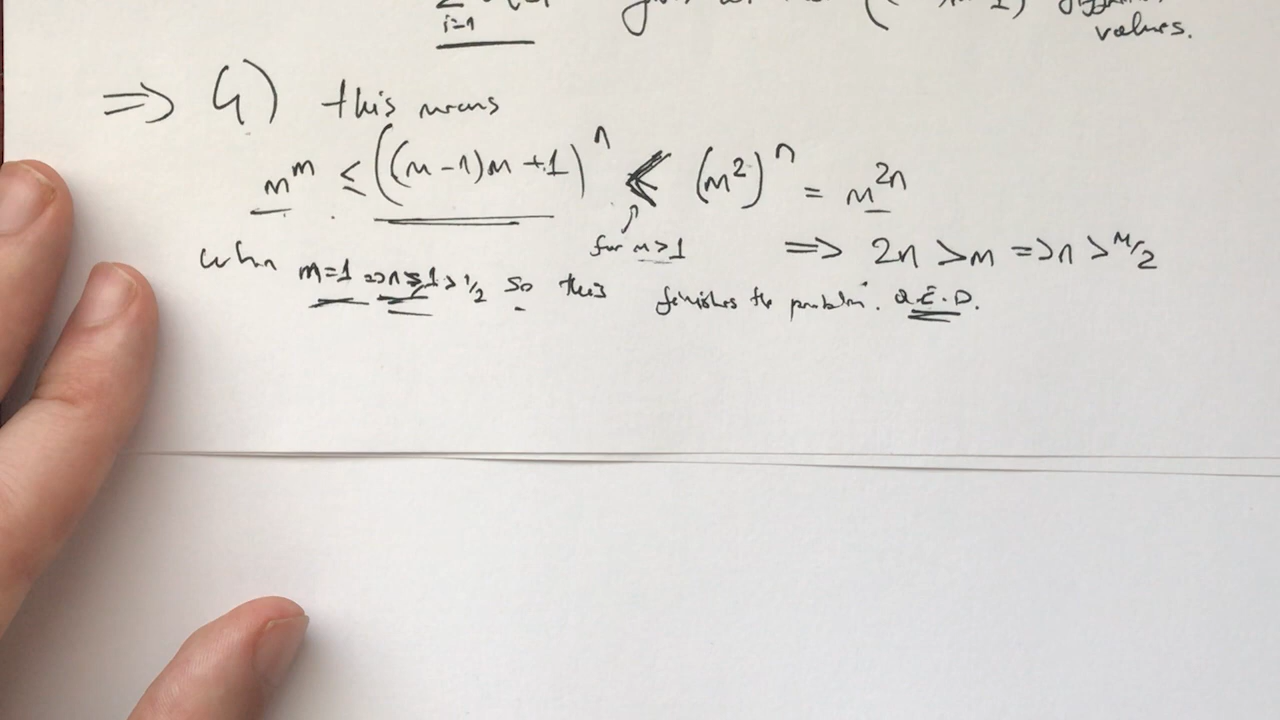 i=1
values.
=> 4) this means
m^m ≤ ((m-1)m+1)^n < (m^2)^n = m^{2n}
for m>1 => 2n > m => n > m/2
when m=1 => n ≥ 1 > 1/2 so this finishes the problem. Q.E.D.